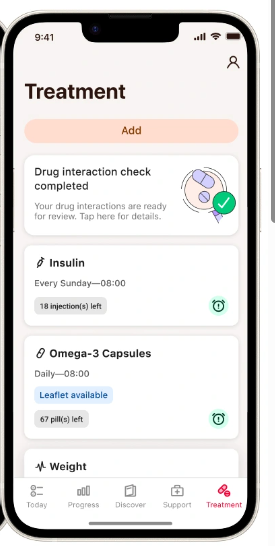 9:41
Treatment
Add
Drug interaction check
completed
Your drug interactions are ready
for review. Tap here for details.
Insulin
Every Sunday—08:00
18 injection(s) left
Omega-3 Capsules
Daily—08:00
Leaflet available
67 pill(s) left
Weight
Today
Progress
Discover
Support
Treatment